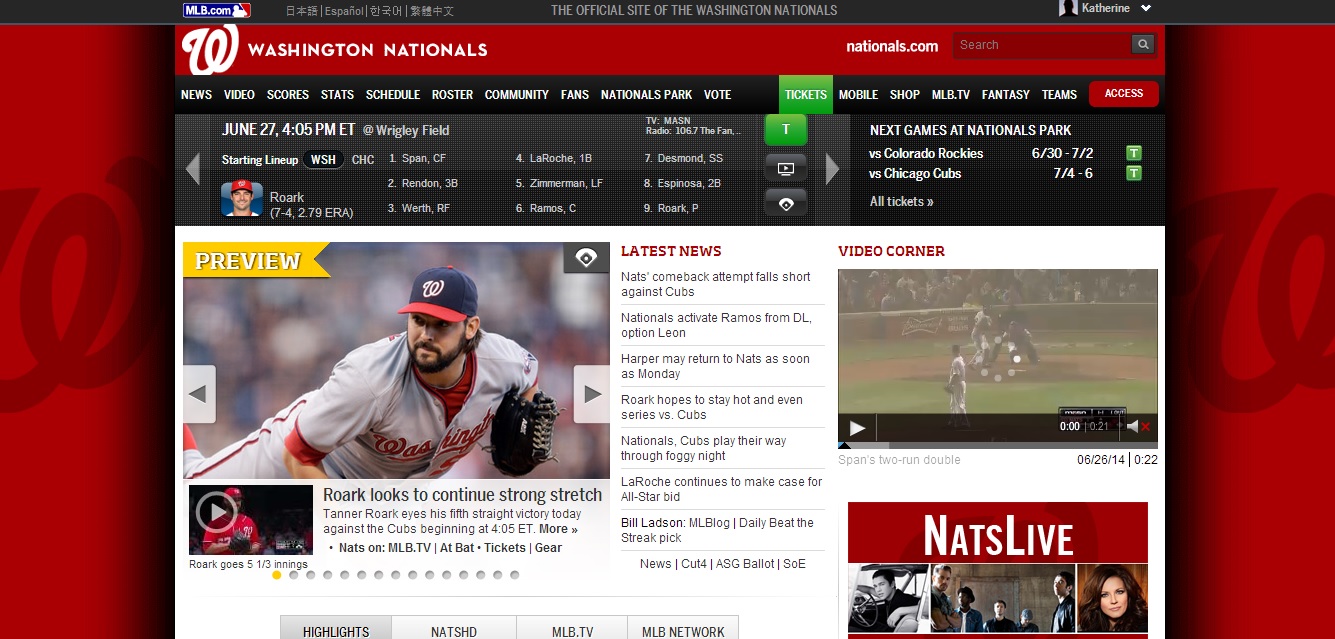 MLB.com
日本語 | Español | 한국어 | 繁體中文
THE OFFICIAL SITE OF THE WASHINGTON NATIONALS
Katherine
W WASHINGTON NATIONALS
nationals.com
Search
NEWS VIDEO SCORES STATS SCHEDULE ROSTER COMMUNITY FANS NATIONALS PARK VOTE
TICKETS MOBILE SHOP MLB.TV FANTASY TEAMS ACCESS
JUNE 27, 4:05 PM ET @ Wrigley Field
TV: MASN
Radio: 106.7 The Fan,...
T
Starting Lineup WSH CHC
Roark
(7-4, 2.79 ERA)
1. Span, CF
2. Rendon, 3B
3. Werth, RF
4. LaRoche, 1B
5. Zimmerman, LF
6. Ramos, C
7. Desmond, SS
8. Espinosa, 2B
9. Roark, P
NEXT GAMES AT NATIONALS PARK
vs Colorado Rockies 6/30 - 7/2 T
vs Chicago Cubs 7/4 - 6 T
All tickets »
PREVIEW
W
Washington
Roark looks to continue strong stretch
Tanner Roark eyes his fifth straight victory today
against the Cubs beginning at 4:05 ET. More »
• Nats on: MLB.TV | At Bat • Tickets | Gear
Roark goes 5 1/3 innings
LATEST NEWS
Nats' comeback attempt falls short
against Cubs
Nationals activate Ramos from DL,
option Leon
Harper may return to Nats as soon
as Monday
Roark hopes to stay hot and even
series vs. Cubs
Nationals, Cubs play their way
through foggy night
LaRoche continues to make case for
All-Star bid
Bill Ladson: MLBlog | Daily Beat the
Streak pick
News | Cut4 | ASG Ballot | SoE
VIDEO CORNER
Budweiser
0:00 | 0:21
Span's two-run double
06/26/14 | 0:22
NATSLIVE
HIGHLIGHTS NATSHD MLB.TV MLB NETWORK